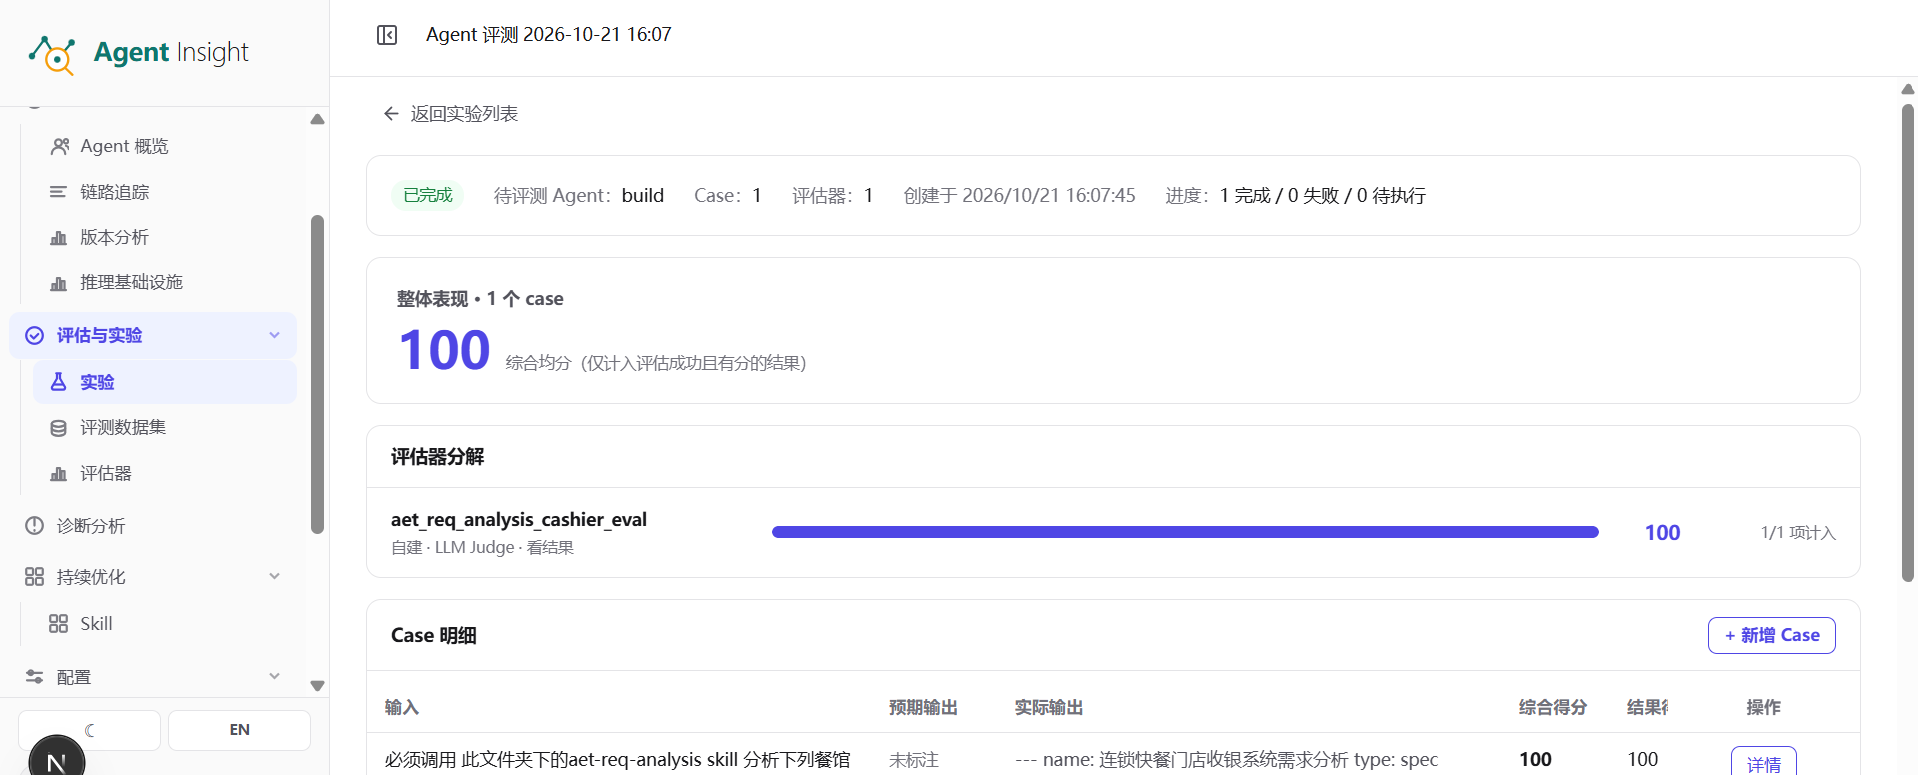 Agent Insight
Agent 概览
链路追踪
版本分析
推理基础设施
评估与实验
实验
评测数据集
评估器
诊断分析
持续优化
Skill
配置
EN
N
Agent 评测 2026-10-21 16:07
返回实验列表
已完成 待评测 Agent：build Case：1 评估器：1 创建于 2026/10/21 16:07:45 进度：1 完成 / 0 失败 / 0 待执行
整体表现 • 1 个 case
100 综合均分（仅计入评估成功且有分的结果）
评估器分解
aet_req_analysis_cashier_eval
自建 · LLM Judge · 看结果
100
1/1 项计入
Case 明细
+ 新增 Case
输入 预期输出 实际输出 综合得分 结果 操作
必须调用 此文件夹下的aet-req-analysis skill 分析下列餐馆 未标注 --- name: 连锁快餐门店收银系统需求分析 type: spec 100 100 详情